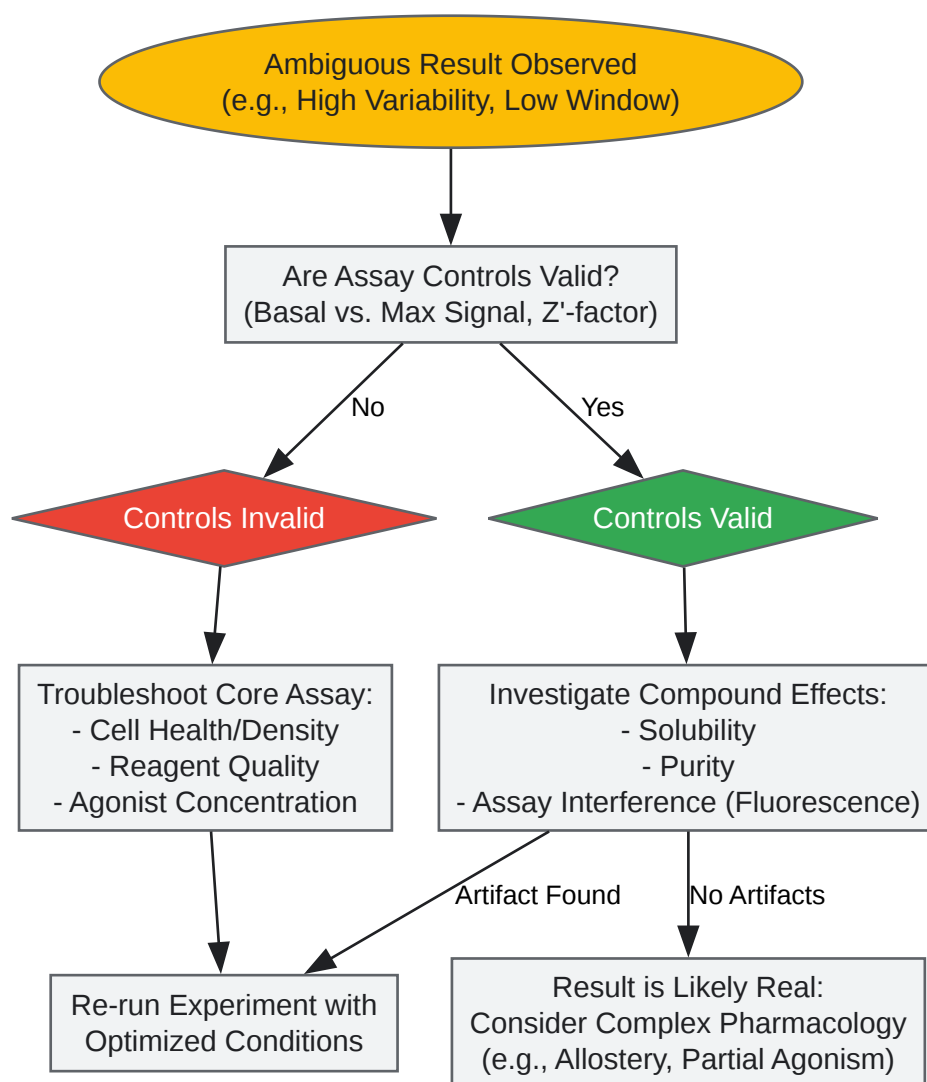 Ambiguous Result Observed
(e.g., High Variability, Low Window)
Are Assay Controls Valid?
(Basal vs. Max Signal, Z'-factor)
No
Yes
Controls Invalid
Controls Valid
Troubleshoot Core Assay:
- Cell Health/Density
- Reagent Quality
- Agonist Concentration
Investigate Compound Effects:
- Solubility
- Purity
- Assay Interference (Fluorescence)
Artifact Found
No Artifacts
Re-run Experiment with
Optimized Conditions
Result is Likely Real:
Consider Complex Pharmacology
(e.g., Allostery, Partial Agonism)